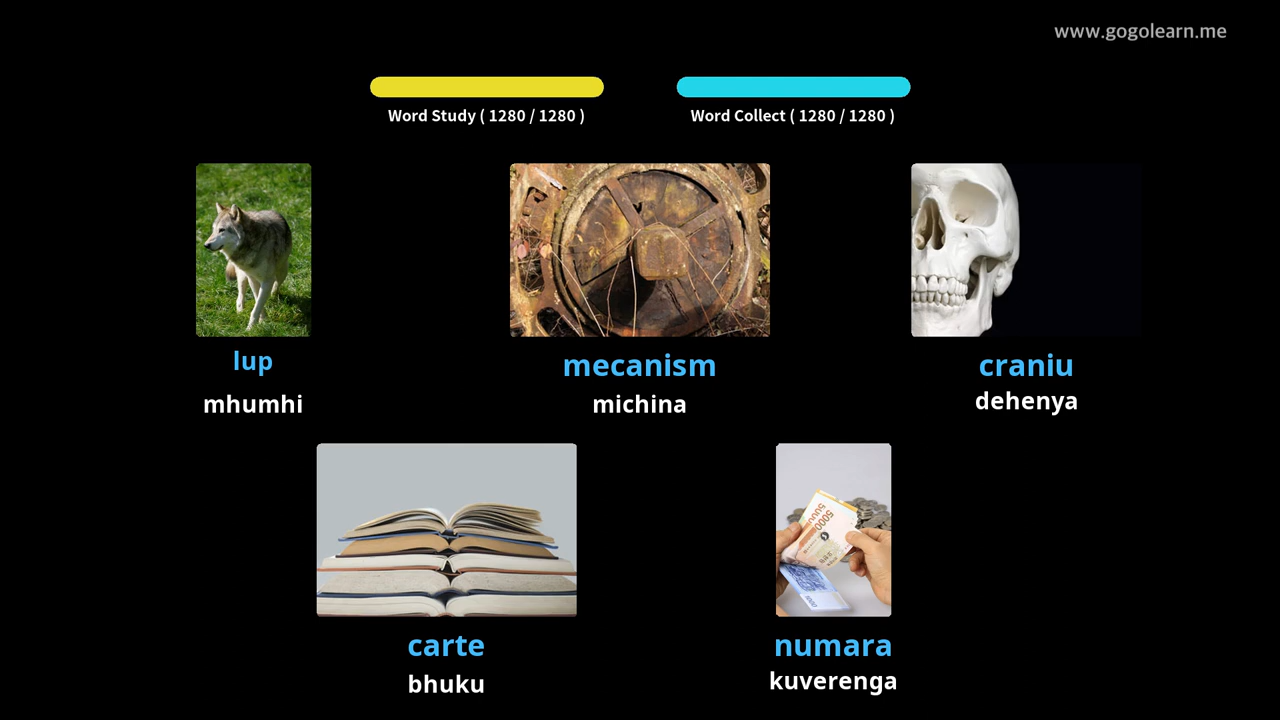 www.gogolearn.me
Word Study ( 1280 / 1280 )
Word Collect ( 1280 / 1280 )
lup
mecanism
craniu
mhumhi
michina
dehenya
5000
carte
numara
bhuku
kuverenga